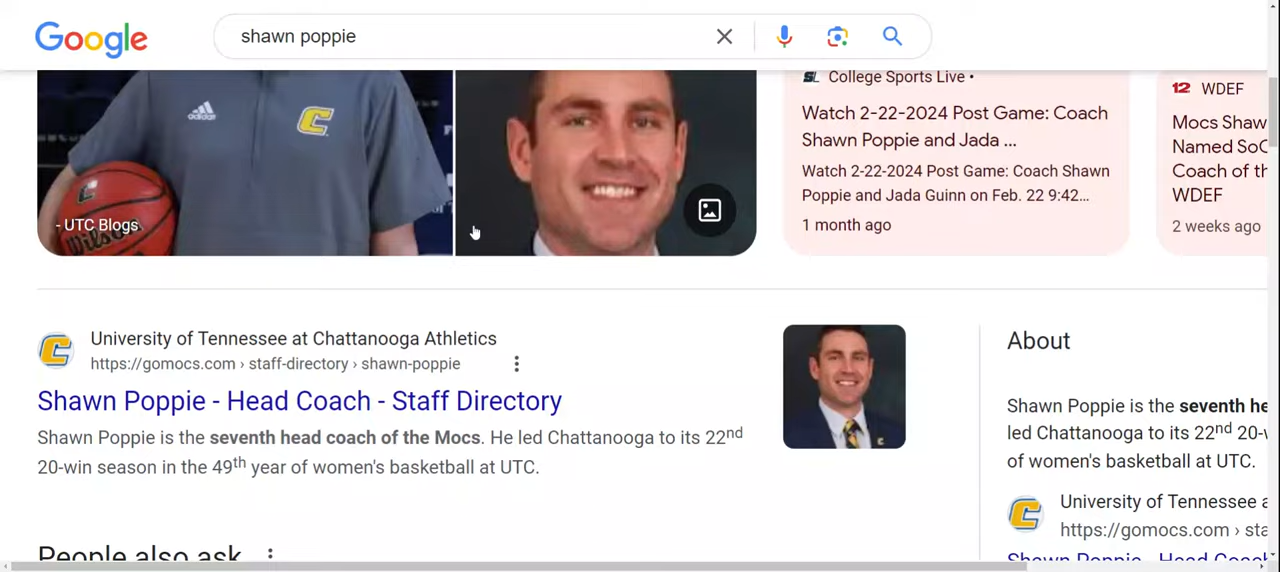 Google
shawn poppie
- UTC Blogs
Wilson
adidas
C
College Sports Live •
Watch 2-22-2024 Post Game: Coach
Shawn Poppie and Jada ...
Watch 2-22-2024 Post Game: Coach Shawn
Poppie and Jada Guinn on Feb. 22 9:42...
1 month ago
12 WDEF
Mocs Shaw
Named SoC
Coach of th
WDEF
2 weeks ago
University of Tennessee at Chattanooga Athletics
https://gomocs.com › staff-directory › shawn-poppie
Shawn Poppie - Head Coach - Staff Directory
Shawn Poppie is the seventh head coach of the Mocs. He led Chattanooga to its 22nd
20-win season in the 49th year of women's basketball at UTC.
People also ask
About
Shawn Poppie is the seventh he
led Chattanooga to its 22nd 20-w
of women's basketball at UTC.
University of Tennessee a
https://gomocs.com › sta
Shawn Poppie - Head Coach